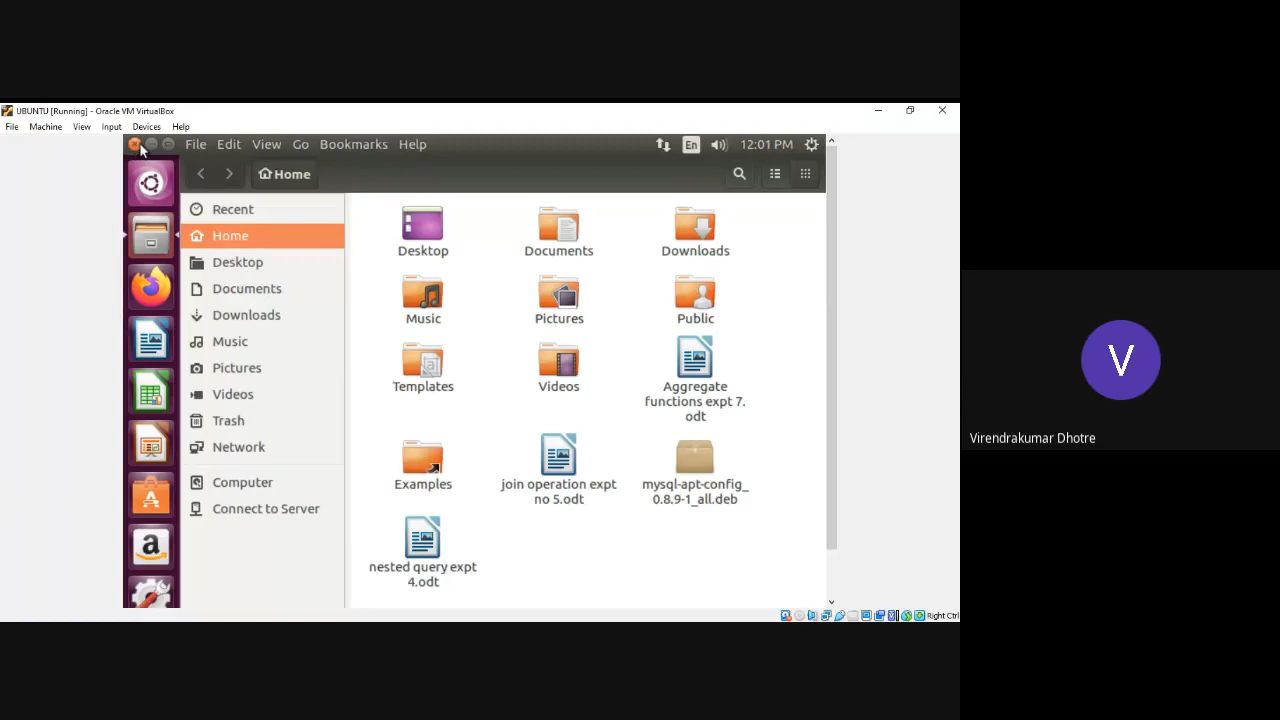 UBUNTU [Running] - Oracle VM VirtualBox
File Machine View Input Devices Help
File Edit View Go Bookmarks Help
En 12:01 PM
Home
Recent
Home
Desktop
Documents
Downloads
Music
Pictures
Videos
Trash
Network
Computer
Connect to Server
Desktop
Documents
Downloads
Music
Pictures
Public
Templates
Videos
Aggregate
functions expt 7.
odt
Examples
join operation expt
no 5.odt
mysql-apt-config_
0.8.9-1_all.deb
nested query expt
4.odt
a
Right Ctrl
V
Virendrakumar Dhotre